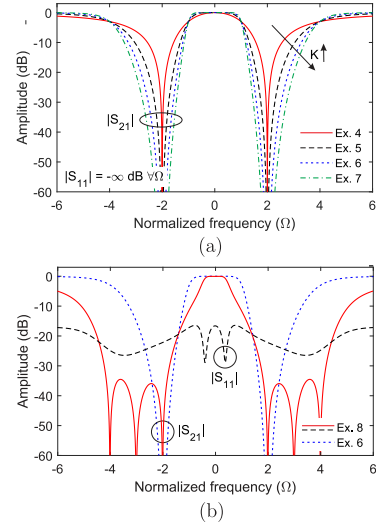 0
-10
-20
-30
-40
-50
-60
Amplitude (dB)
K
|S21|
|S11| = -∞ dB ∀Ω
Ex. 4
Ex. 5
Ex. 6
Ex. 7
-6 -4 -2 0 2 4 6
Normalized frequency (Ω)
(a)
0
-10
-20
-30
-40
-50
-60
Amplitude (dB)
|S11|
|S21|
Ex. 8
Ex. 6
-6 -4 -2 0 2 4 6
Normalized frequency (Ω)
(b)